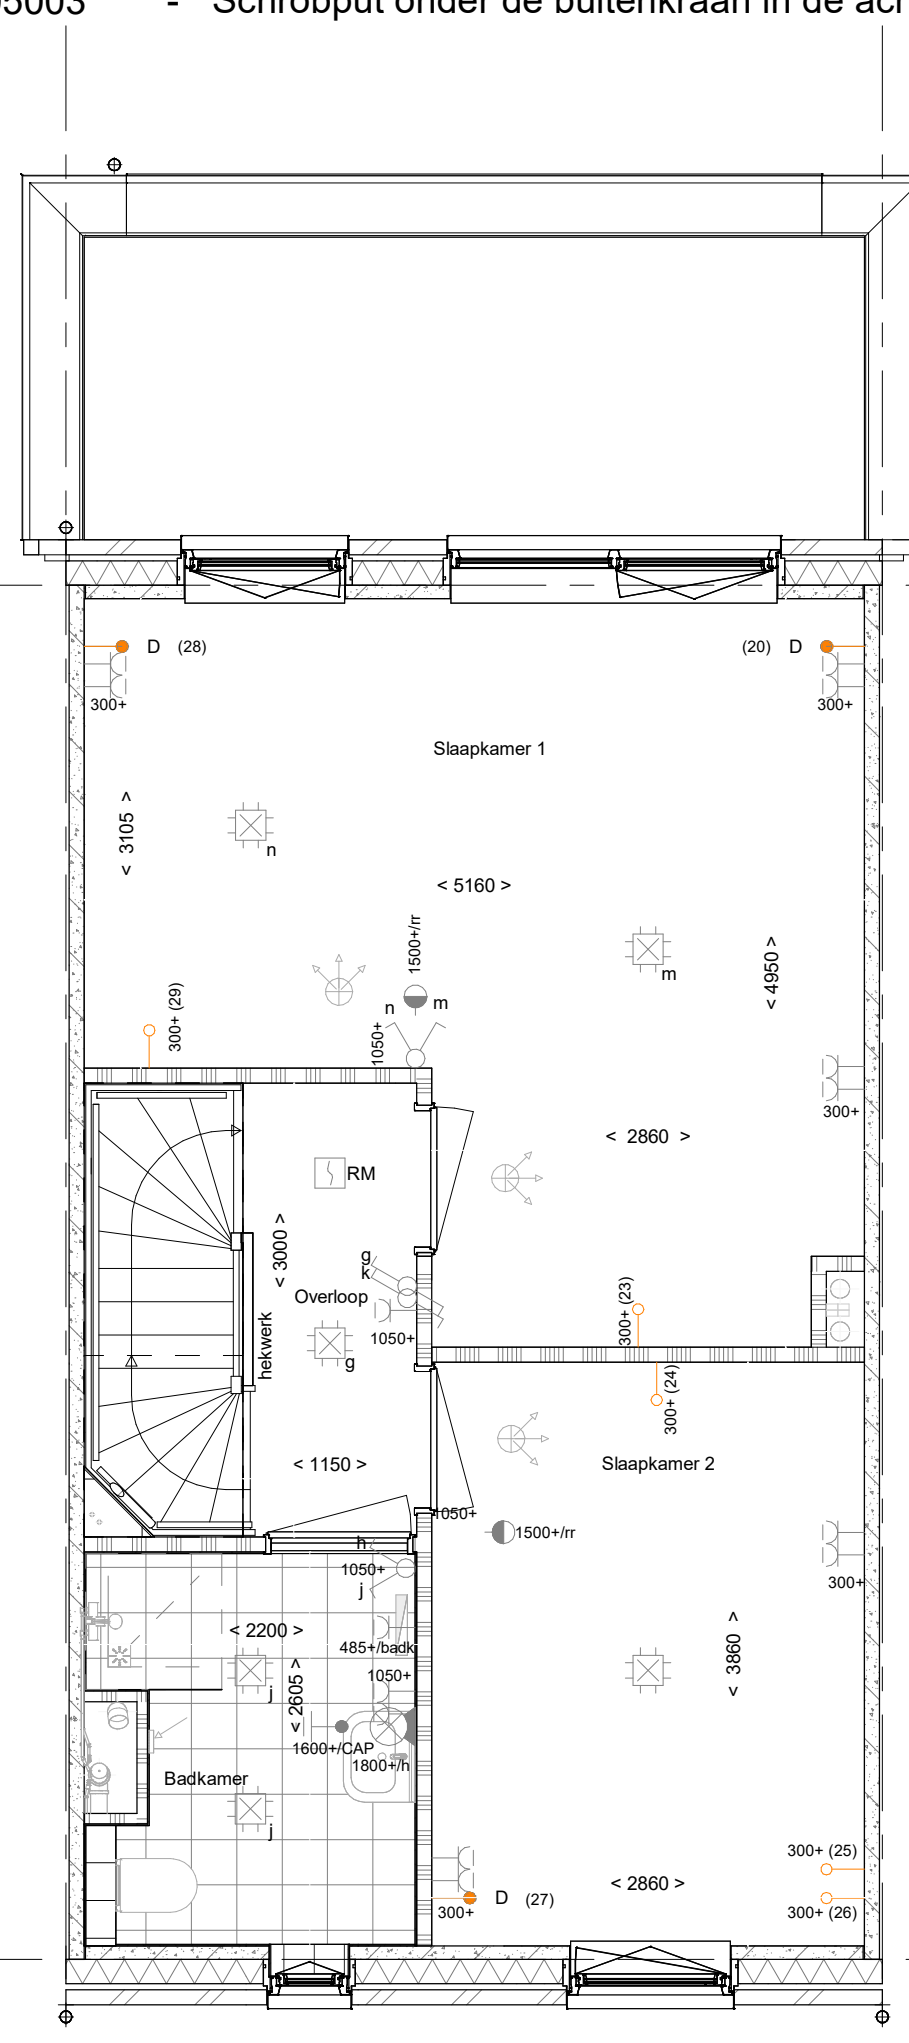 - Schrobput onder de buitenkraan in de
D (28)
(20) D
300+
300+
Slaapkamer 1
< 3105 >
n
< 5160 >
1500+/rr
m
< 4950 >
n
m
300+ (29)
1050+
300+
< 2860 >
RM
< 3000 >
g
k
Overloop
1050+
300+ (23)
hekwerk
g
300+ (24)
< 1150 >
Slaapkamer 2
1050+
1500+/rr
h
1050+
j
300+
< 2200 >
485+/badk
< 3860 >
1050+
j
< 2605 >
1600+/CAP
1800+/h
Badkamer
j
300+ (25)
< 2860 >
D (27)
300+
300+ (26)